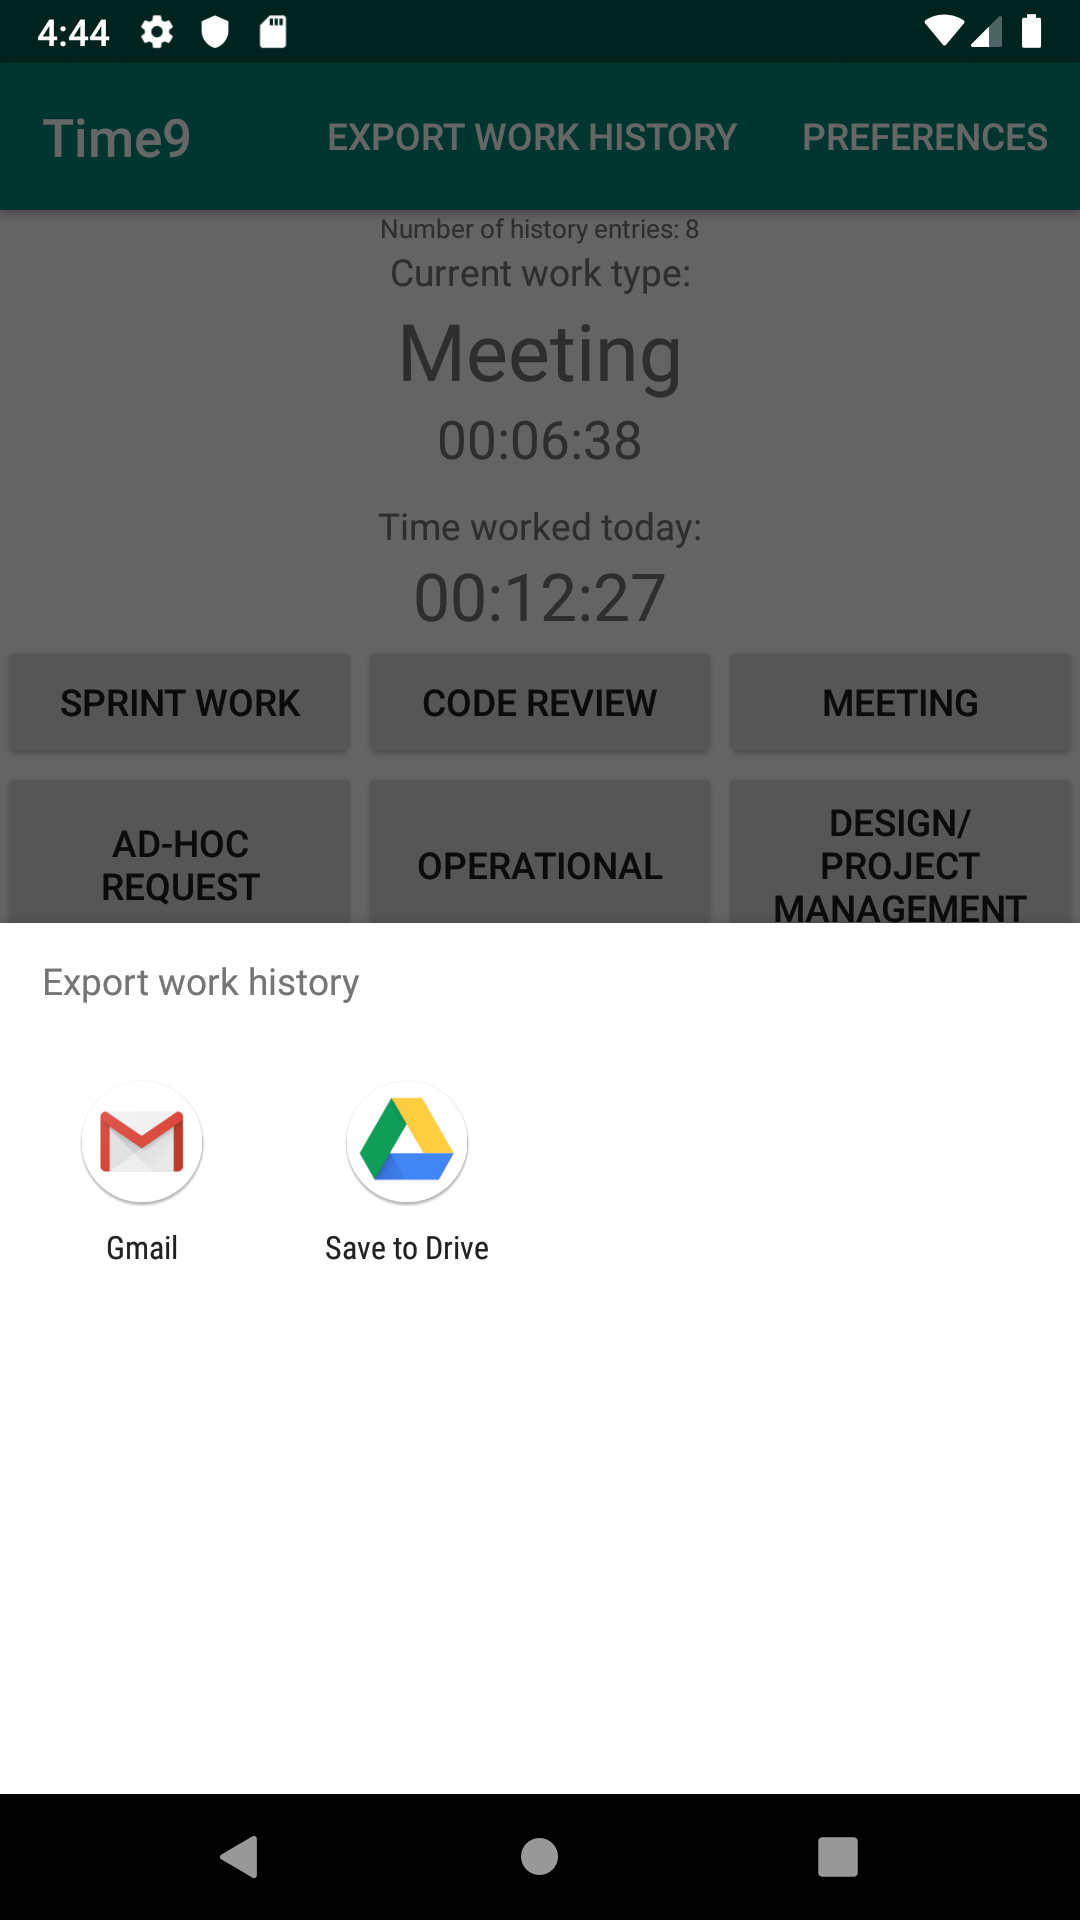 4:44
Time9
EXPORT WORK HISTORY
PREFERENCES
Number of history entries: 8
Current work type:
Meeting
00:06:38
Time worked today:
00:12:27
SPRINT WORK
CODE REVIEW
MEETING
AD-HOC
REQUEST
OPERATIONAL
DESIGN/
PROJECT
MANAGEMENT
Export work history
Gmail
Save to Drive